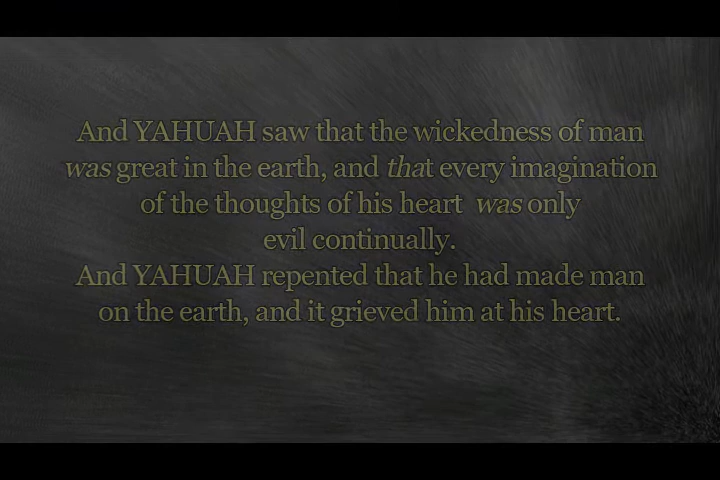 And YAHUAH saw that the wickedness of man
was great in the earth, and that every imagination
of the thoughts of his heart was only
evil continually.
And YAHUAH repented that he had made man
on the earth, and it grieved him at his heart.